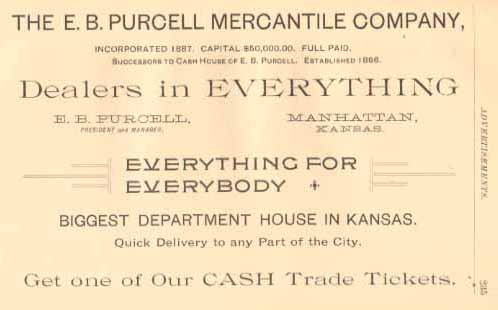 THE E. B. PURCELL MERCANTILE COMPANY,
INCORPORATED 1887. CAPITAL $50,000.00. FULL PAID.
SUCCESSORS TO CASH HOUSE OF E. B. PURCELL. ESTABLISHED 1866.
Dealers in EVERYTHING
E. B. PURCELL,
PRESIDENT and MANAGER.
MANHATTAN,
KANSAS.
EVERYTHING FOR
EVERYBODY
BIGGEST DEPARTMENT HOUSE IN KANSAS.
Quick Delivery to any Part of the City.
Get one of Our CASH Trade Tickets.
ADVERTISEMENTS.
235